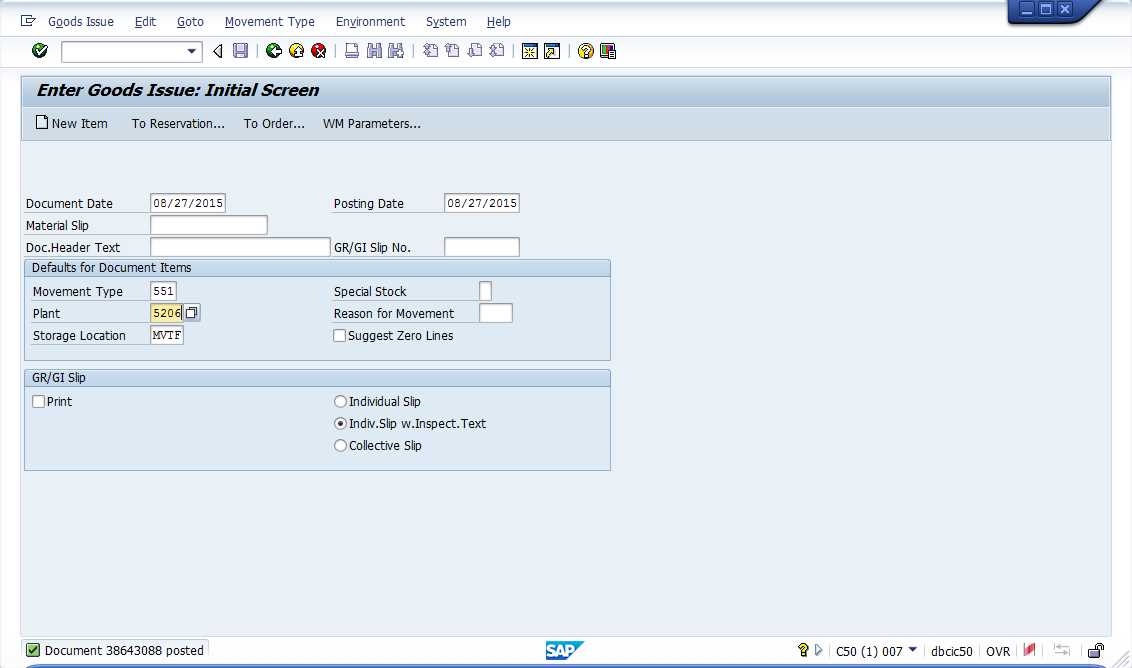 Goods Issue Edit Goto Movement Type Environment System Help
Enter Goods Issue: Initial Screen
New Item To Reservation... To Order... WM Parameters...
Document Date 08/27/2015 Posting Date 08/27/2015
Material Slip
Doc.Header Text GR/GI Slip No.
Defaults for Document Items
Movement Type 551 Special Stock
Plant 5206 Reason for Movement
Storage Location MVTF Suggest Zero Lines
GR/GI Slip
Print Individual Slip
Indiv.Slip w.Inspect.Text
Collective Slip
Document 38643088 posted SAP C50 (1) 007 dbcic50 OVR